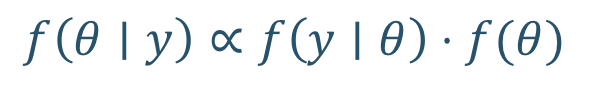 f(θ | y) ∝ f(y | θ) · f(θ)